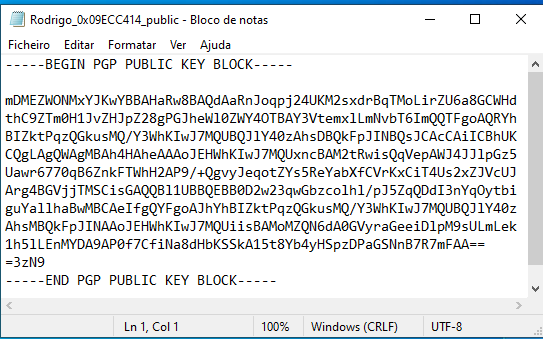 Rodrigo_0x09ECC414_public - Bloco de notas
Ficheiro Editar Formatar Ver Ajuda
-----BEGIN PGP PUBLIC KEY BLOCK-----
mDMEZWONMxYJKwYBBAHaRw8BAQdAaRnJoqpj24UKM2sxdrBqTMoLirZU6a8GCWHd
thC9ZTm0H1JvZHJpZ28gPGJheWl0ZWY4OTBAY3VtemxlLmNvbT6ImQQTFgoAQRYh
BIZktPqzQGkusMQ/Y3WhKIwJ7MQUBQJlY40zAhsDBQkFpJINBQsJCAcCAiICBhUK
CQgLAgQWAgMBAh4HAheAAAoJEHWhKIwJ7MQUxncBAM2tRwisQqVepAWJ4JJlpGz5
Uawr6770qB6ZnkFTWhH2AP9/+QgvyJeqotZYs5ReYabXfCVrKxCiT4Us2xZJVcUJ
Arg4BGVjjTMSCisGAQQBl1UBBQEBB0D2w23qwGbzcolhl/pJ5ZqQDdI3nYqOytbi
guYallhaBwMBCAeIfgQYFgoAJhYhBIZktPqzQGkusMQ/Y3WhKIwJ7MQUBQJlY40z
AhsMBQkFpJINAAoJEHWhKIwJ7MQUiisBAMoMZQN6dA0GVyraGeeiDlpM9sULmLek
1h5lLEnMYDA9AP0f7CfiNa8dHbKSSkA15t8Yb4yHSpzDPaGSNnB7R7mFAA==
=3zN9
-----END PGP PUBLIC KEY BLOCK-----
Ln 1, Col 1 100% Windows (CRLF) UTF-8